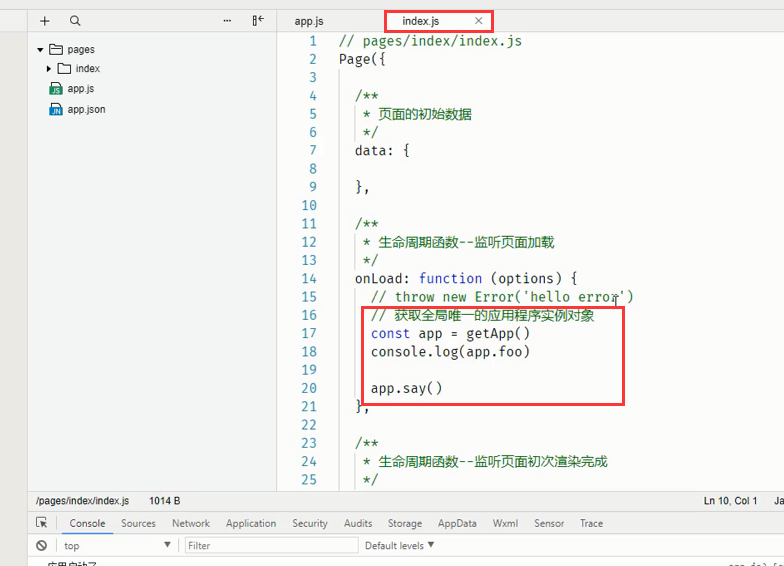 app.js
index.js
pages
index
app.js
app.json
1 // pages/index/index.js
2 Page({
3
4 /**
5 * 页面的初始数据
6 */
7 data: {
8
9 },
10
11 /**
12 * 生命周期函数--监听页面加载
13 */
14 onLoad: function (options) {
15 // throw new Error('hello error')
16 // 获取全局唯一的应用程序实例对象
17 const app = getApp()
18 console.log(app.foo)
19
20 app.say()
21 },
22
23 /**
24 * 生命周期函数--监听页面初次渲染完成
25 */
/pages/index/index.js 1014 B Ln 10, Col 1
Console Sources Network Application Security Audits Storage AppData Wxml Sensor Trace
top Filter Default levels